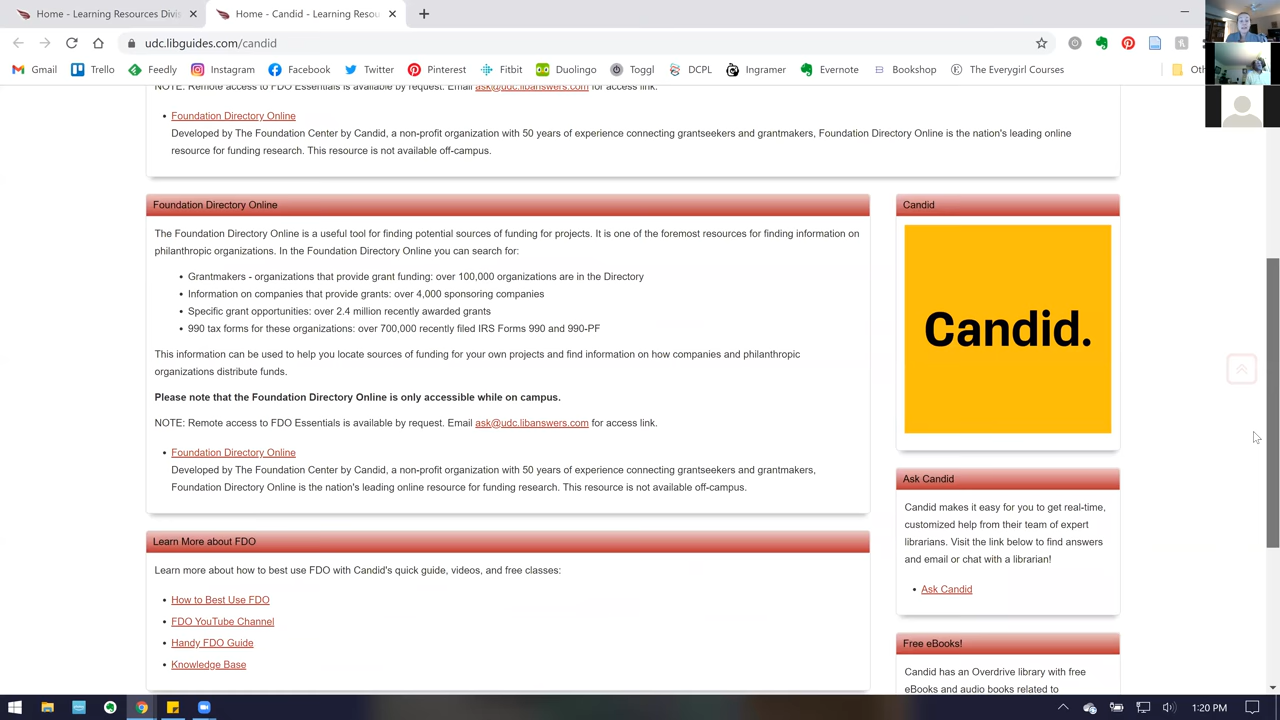 Home - Learning Resources Divi
Home - Candid - Learning Resou
udc.libguides.com/candid
Gmail
Trello
Feedly
Instagram
Facebook
Twitter
Pinterest
Fitbit
Duolingo
Toggl
DCPL
Ingramer
Evernote
Bookshop
The Everygirl Courses
NOTE: Remote access to FDO Essentials is available by request. Email ask@udc.libanswers.com for access link.
• Foundation Directory Online
Developed by The Foundation Center by Candid, a non-profit organization with 50 years of experience connecting grantseekers and grantmakers, Foundation Directory Online is the nation's leading online
resource for funding research. This resource is not available off-campus.
Foundation Directory Online
The Foundation Directory Online is a useful tool for finding potential sources of funding for projects. It is one of the foremost resources for finding information on
philanthropic organizations. In the Foundation Directory Online you can search for:
• Grantmakers - organizations that provide grant funding: over 100,000 organizations are in the Directory
• Information on companies that provide grants: over 4,000 sponsoring companies
• Specific grant opportunities: over 2.4 million recently awarded grants
• 990 tax forms for these organizations: over 700,000 recently filed IRS Forms 990 and 990-PF
This information can be used to help you locate sources of funding for your own projects and find information on how companies and philanthropic
organizations distribute funds.
Please note that the Foundation Directory Online is only accessible while on campus.
NOTE: Remote access to FDO Essentials is available by request. Email ask@udc.libanswers.com for access link.
• Foundation Directory Online
Developed by The Foundation Center by Candid, a non-profit organization with 50 years of experience connecting grantseekers and grantmakers,
Foundation Directory Online is the nation's leading online resource for funding research. This resource is not available off-campus.
Learn More about FDO
Learn more about how to best use FDO with Candid's quick guide, videos, and free classes:
• How to Best Use FDO
• FDO YouTube Channel
• Handy FDO Guide
• Knowledge Base
Candid
Candid.
Ask Candid
Candid makes it easy for you to get real-time,
customized help from their team of expert
librarians. Visit the link below to find answers
and email or chat with a librarian!
• Ask Candid
Free eBooks!
Candid has an Overdrive library with free
eBooks and audio books related to
1:20 PM